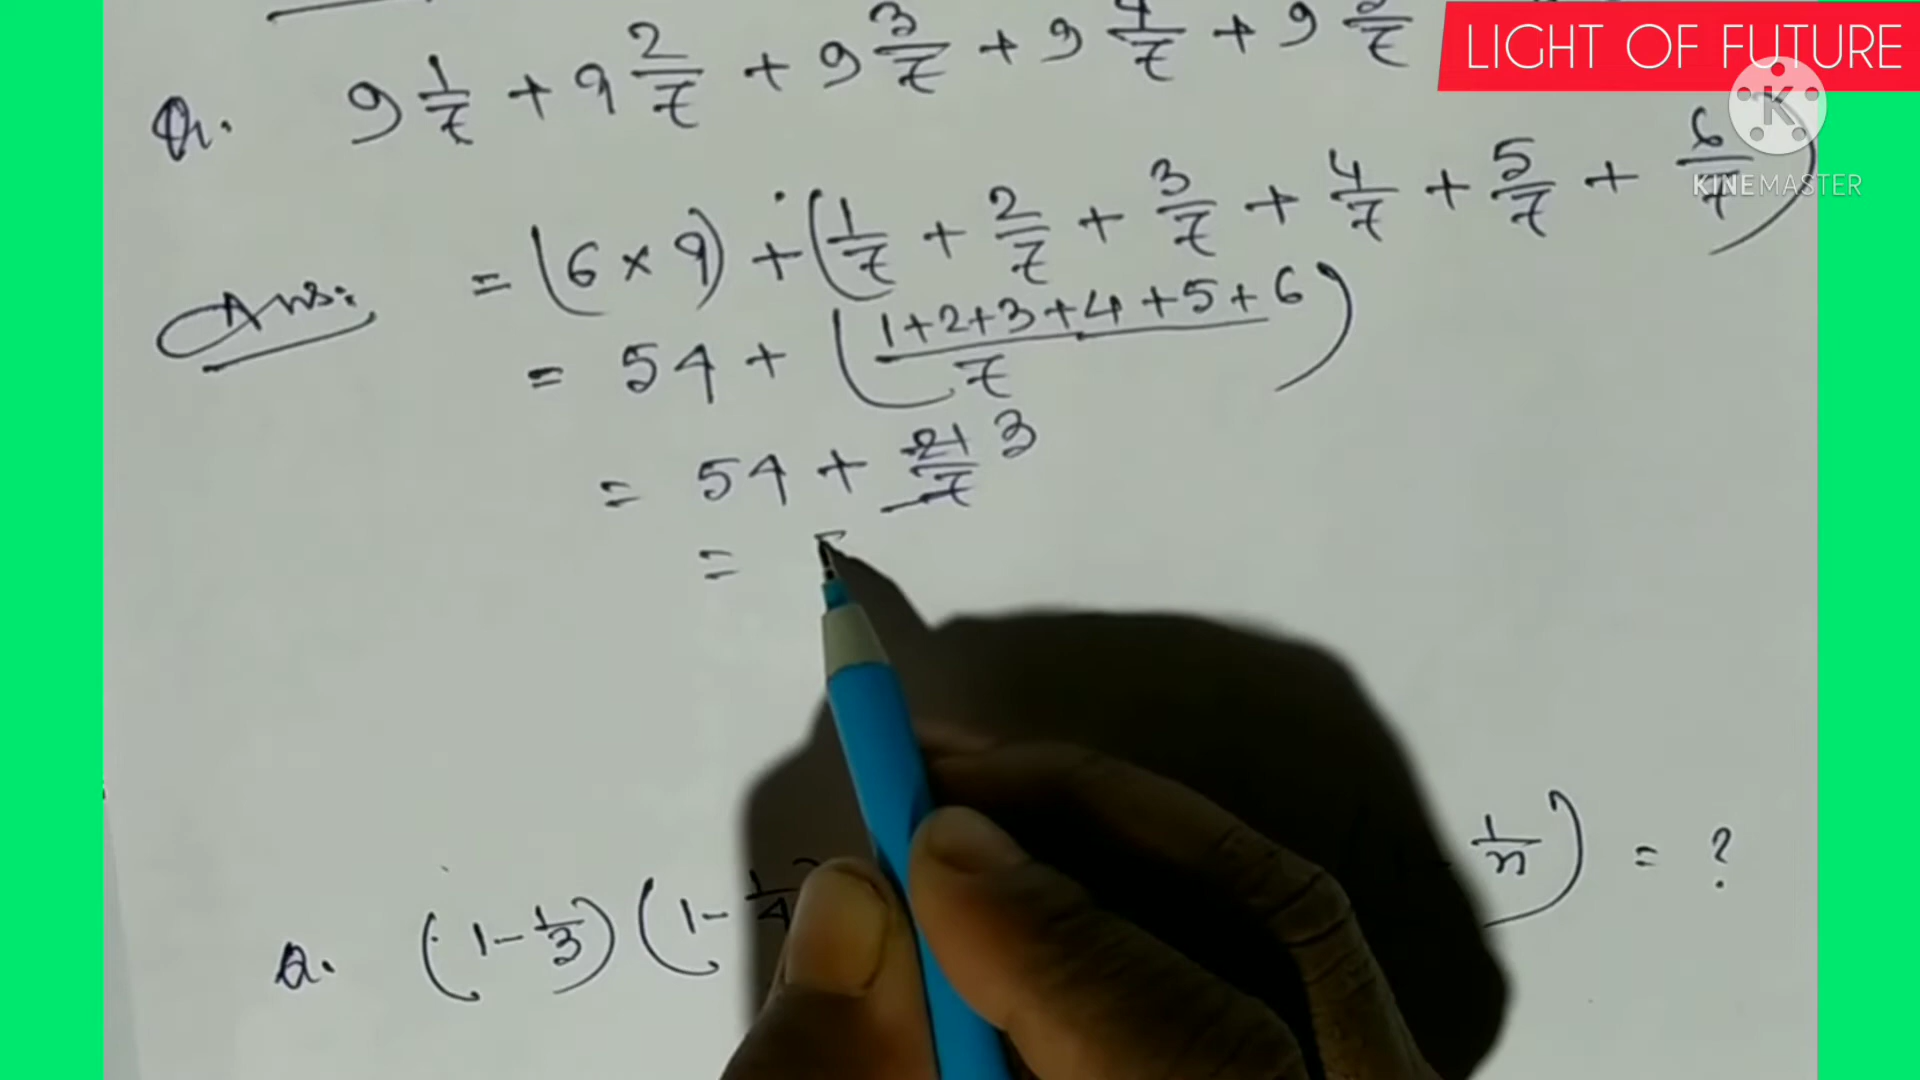 LIGHT OF FUTURE
Q. 9 1/7 + 9 2/7 + 9 3/7 + 9 4/7 + 9 5/7
KINEMASTER
Ans: = (6 × 9) + (1/7 + 2/7 + 3/7 + 4/7 + 5/7 + 6/7)
= 54 + (1+2+3+4+5+6 / 7)
= 54 + 21/7 3
=
Q. (1 - 1/3) (1 - 1/4 - 1/n) = ?